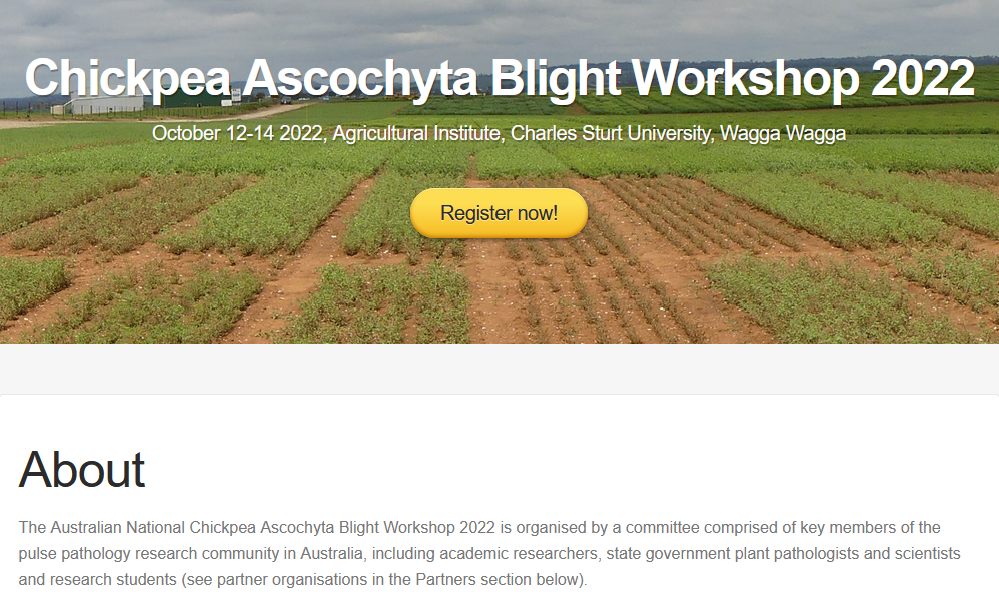 Chickpea Ascochyta Blight Workshop 2022
October 12-14 2022, Agricultural Institute, Charles Sturt University, Wagga Wagga
Register now!
About
The Australian National Chickpea Ascochyta Blight Workshop 2022 is organised by a committee comprised of key members of the
pulse pathology research community in Australia, including academic researchers, state government plant pathologists and scientists
and research students (see partner organisations in the Partners section below).